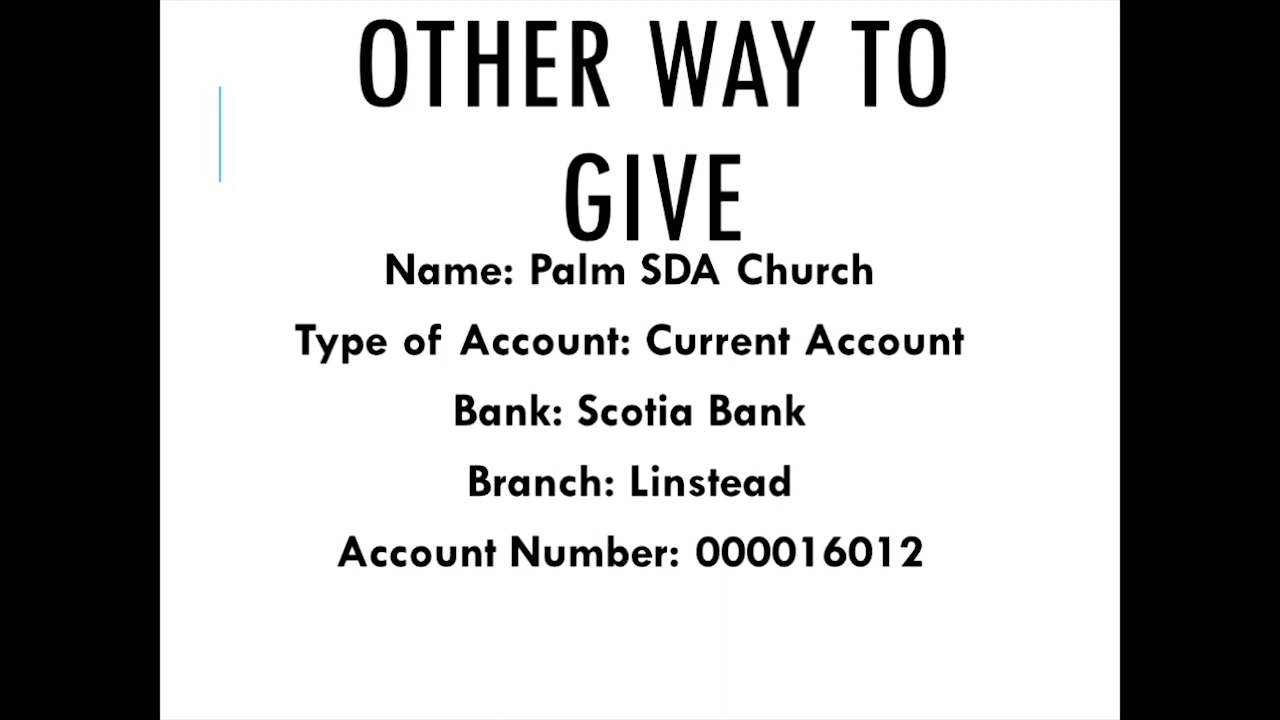 OTHER WAY TO
GIVE
Name: Palm SDA Church
Type of Account: Current Account
Bank: Scotia Bank
Branch: Linstead
Account Number: 000016012